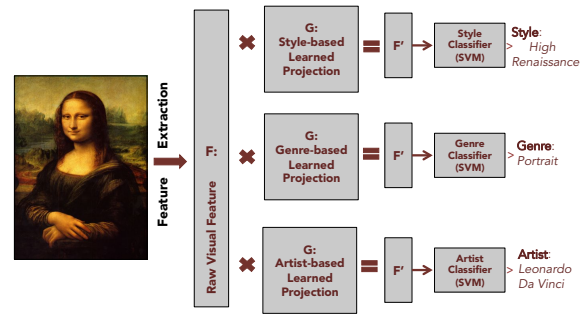 Feature Extraction
F:
Raw Visual Feature
G:
Style-based
Learned
Projection
F’
Style
Classifier
(SVM)
>
Style:
High
Renaissance
G:
Genre-based
Learned
Projection
F’
Genre
Classifier
(SVM)
>
Genre:
Portrait
G:
Artist-based
Learned
Projection
F’
Artist
Classifier
(SVM)
>
Artist:
Leonardo
Da Vinci